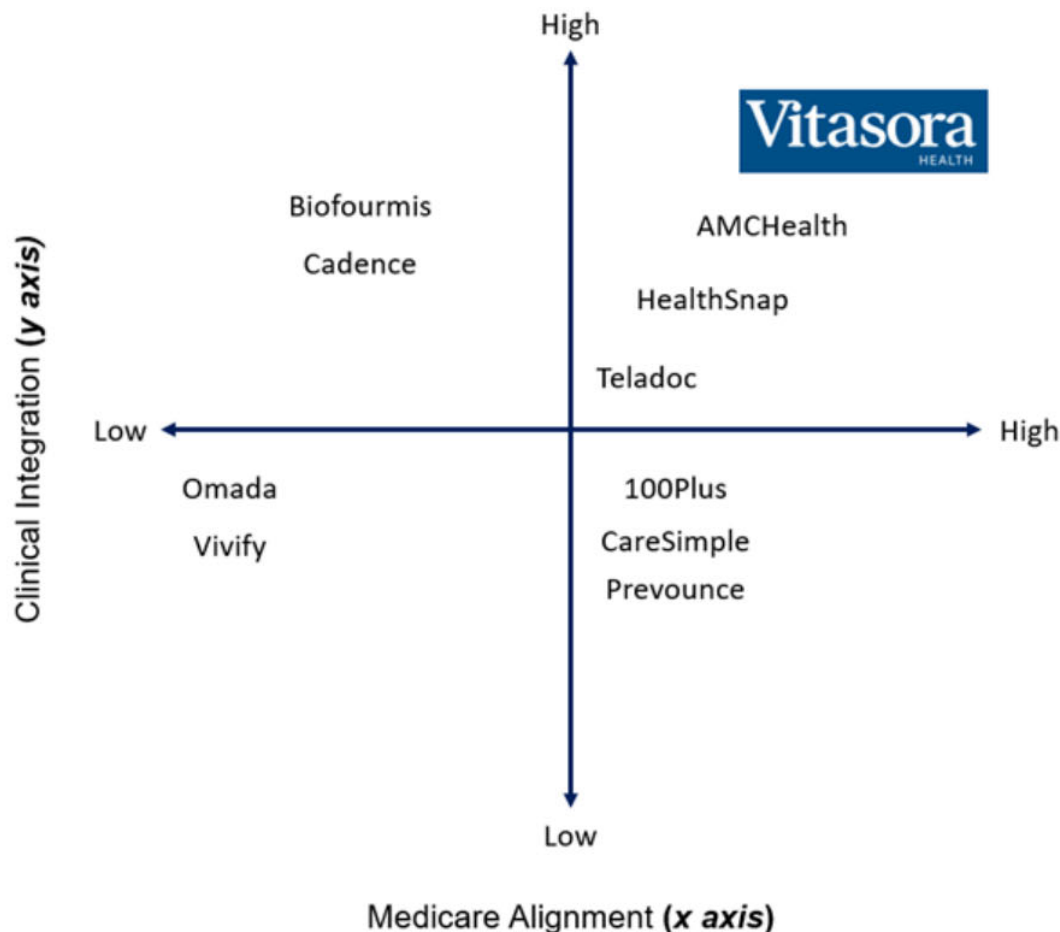 High
Vitasora
HEALTH
Biofourmis
AMCHealth
Cadence
HealthSnap
Teladoc
Clinical Integration (y axis)
Low
High
Omada
100Plus
Vivify
CareSimple
Prevounce
Low
Medicare Alignment (x axis)